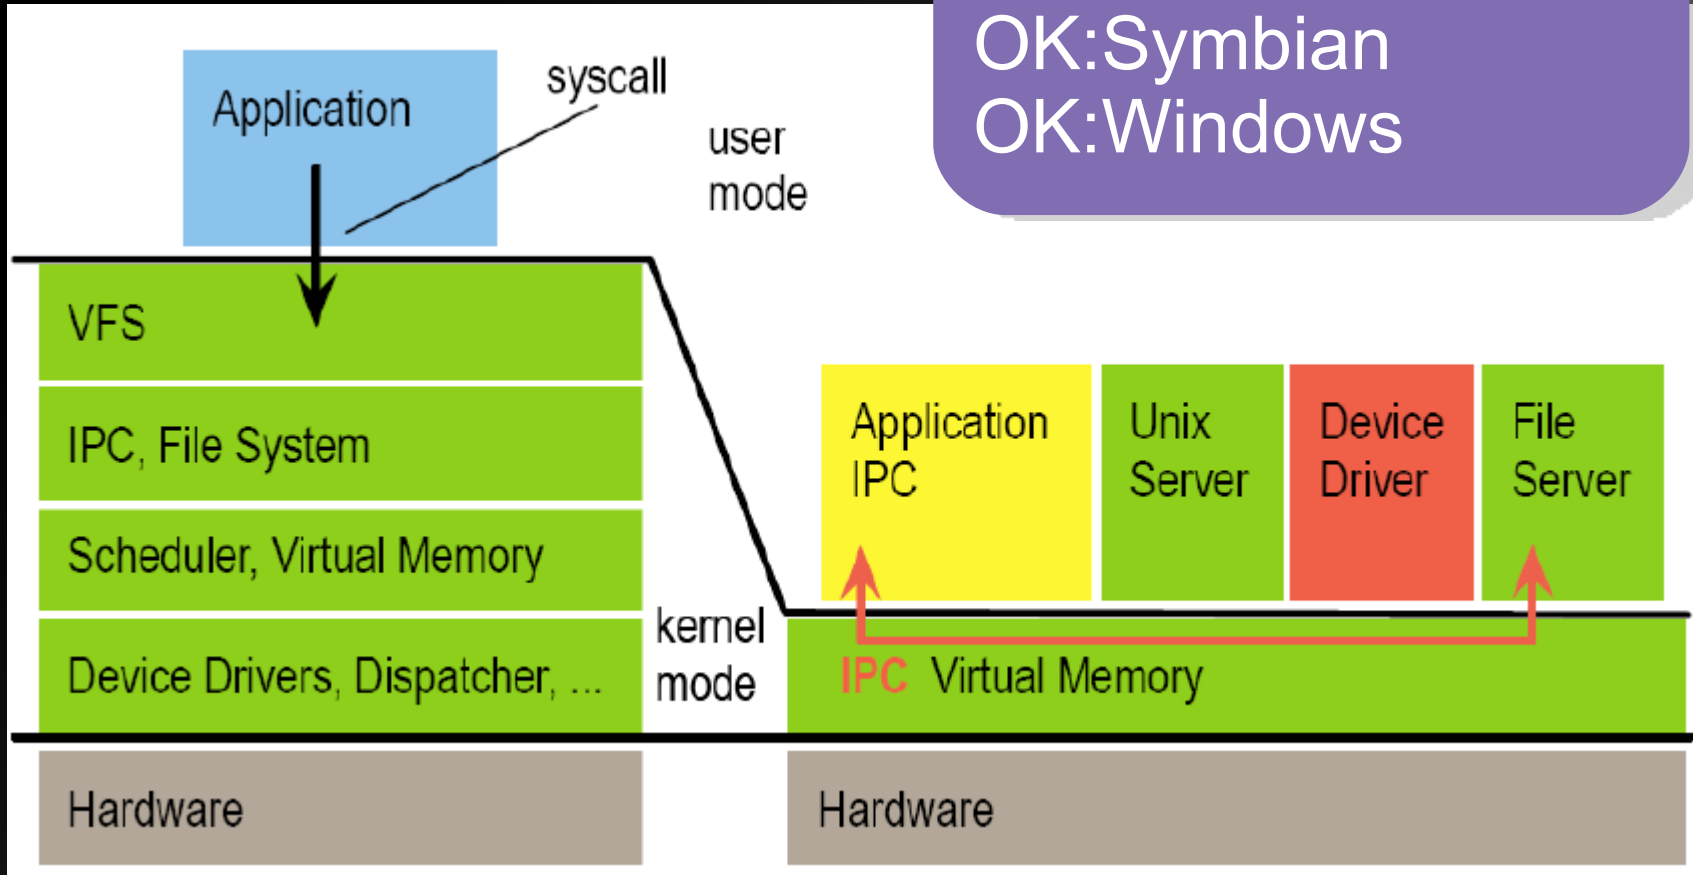 OK:Symbian
OK:Windows
Application
syscall
user
mode
VFS
IPC, File System
Scheduler, Virtual Memory
Device Drivers, Dispatcher, ...
kernel
mode
Hardware
Application
IPC
Unix
Server
Device
Driver
File
Server
IPC Virtual Memory
Hardware